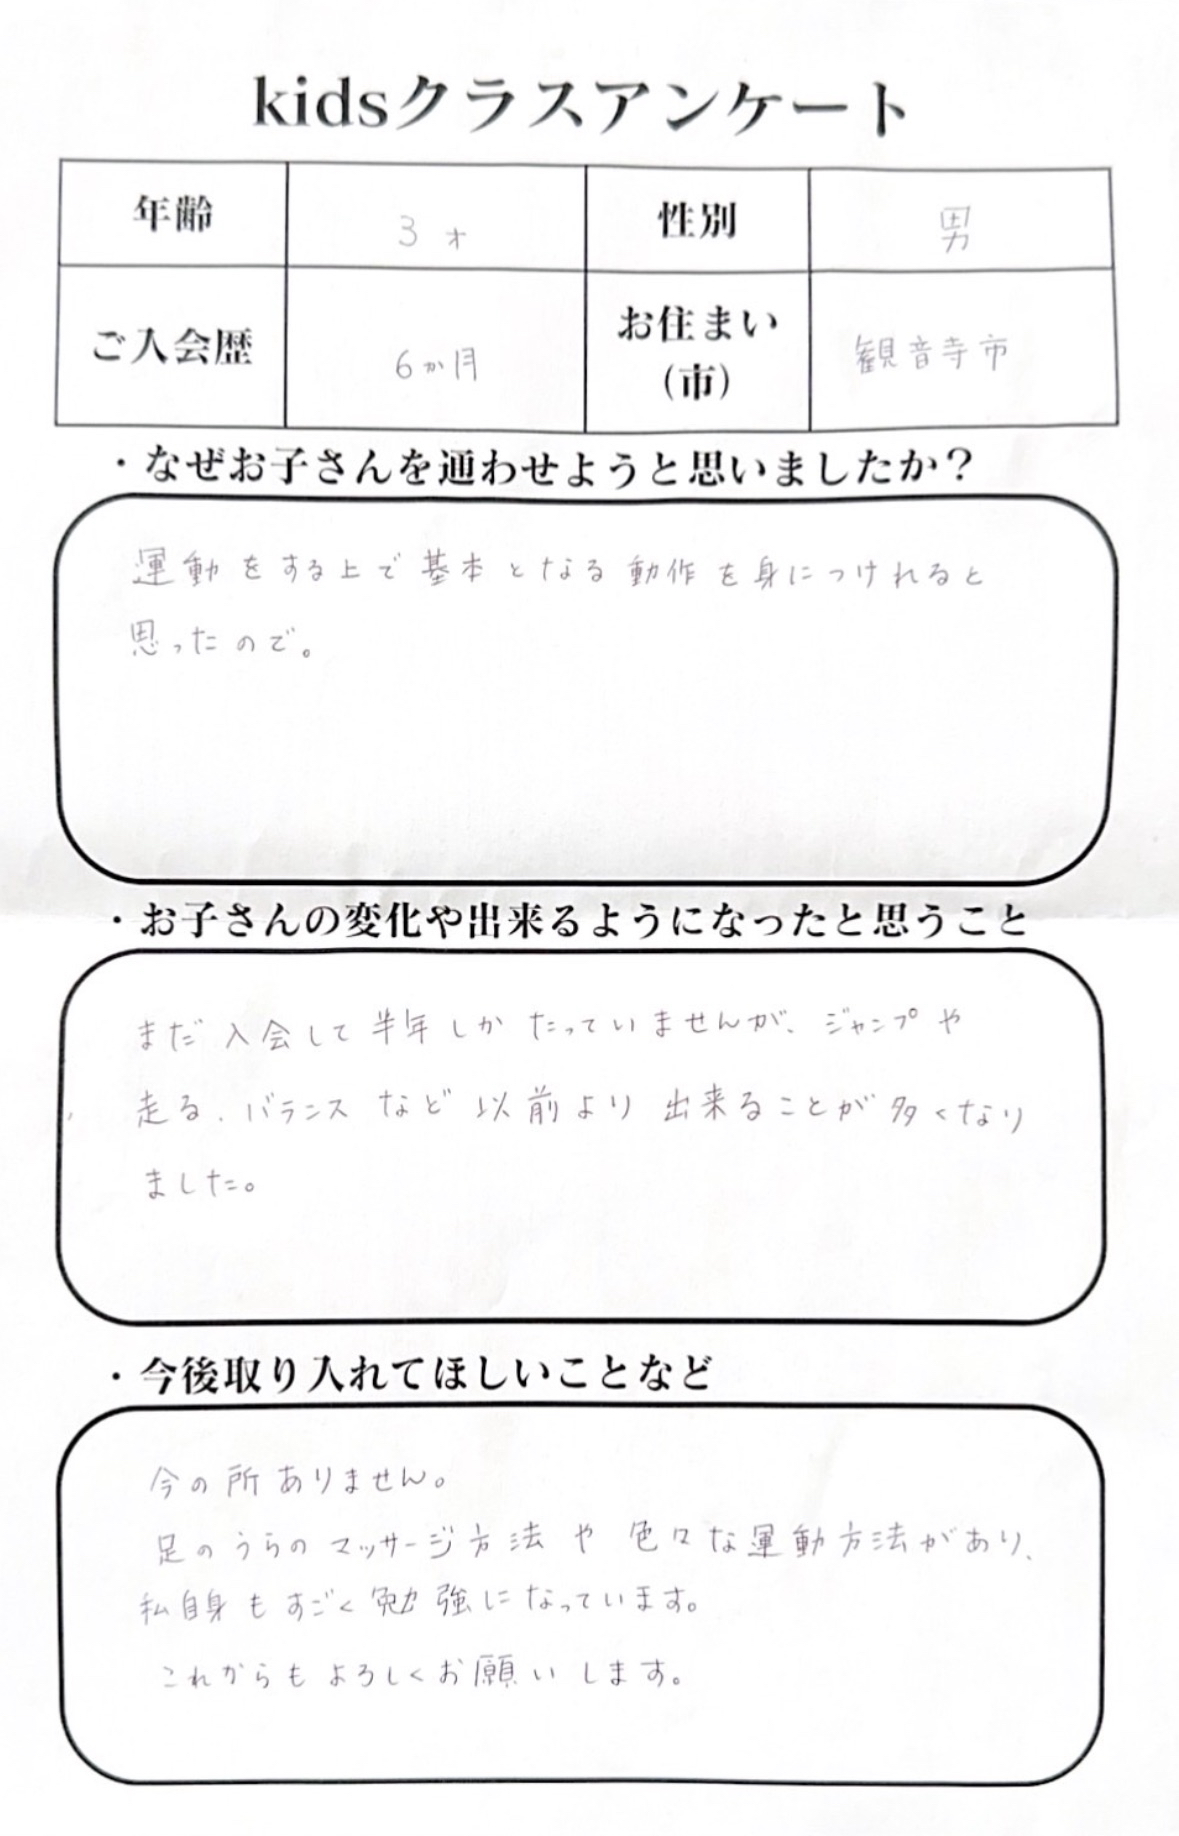 kidsクラスアンケート
年齢 3才 性別 男
ご入会歴 6か月 お住まい(市) 観音寺市
・なぜお子さんを通わせようと思いましたか？
運動をする上で基本となる動作を身につけれると
思ったので。
・お子さんの変化や出来るようになったと思うこと
まだ入会して半年しかたっていませんが、ジャンプや
走る、バランスなど以前より出来ることが多くなり
ました。
・今後取り入れてほしいことなど
今の所ありません。
足のうらのマッサージ方法や色々な運動方法があり、
私自身もすごく勉強になっています。
これからもよろしくお願いします。